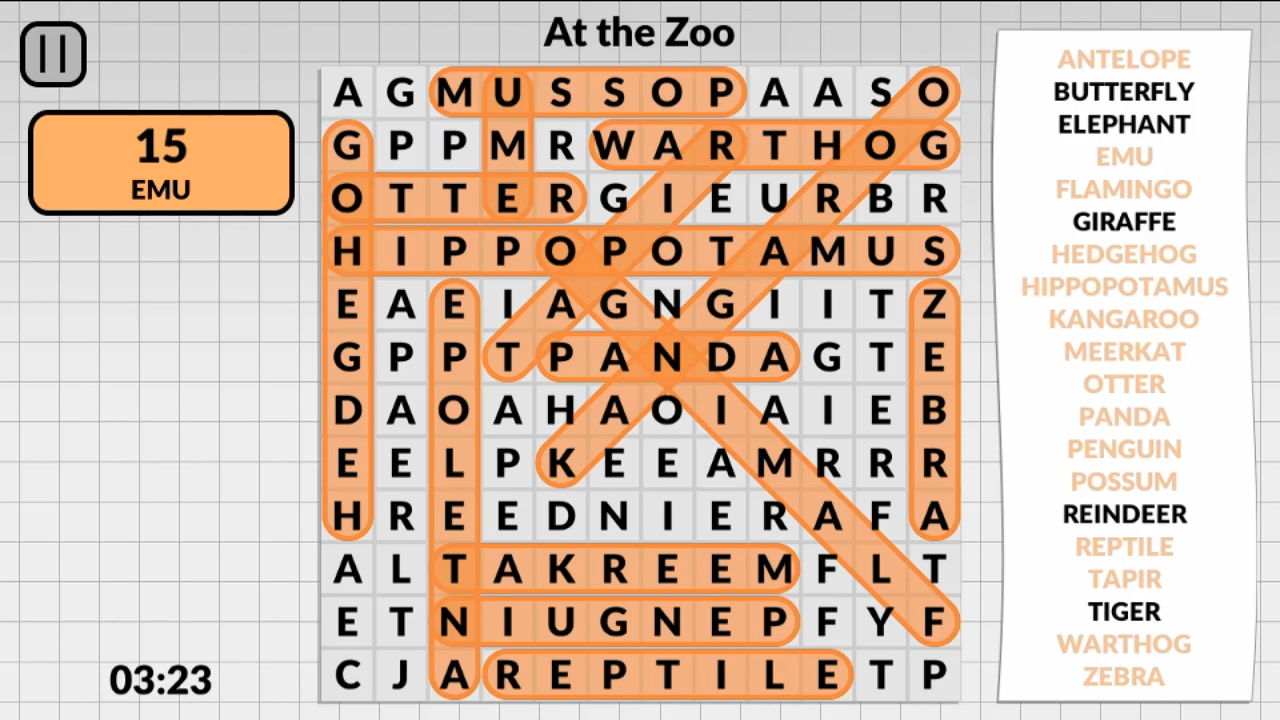 At the Zoo
15
EMU
A G M U S S O P A A S O
G P P M R W A R T H O G
O T T E R G I E U R B R
H I P P O P O T A M U S
E A E I A G N G I I T Z
G P P T P A N D A G T E
D A O A H A O I A I E B
E E L P K E E A M R R R
H R E E D N I E R A F A
A L T A K R E E M F L T
E T N I U G N E P F Y F
C J A R E P T I L E T P
03:23
ANTELOPE
BUTTERFLY
ELEPHANT
EMU
FLAMINGO
GIRAFFE
HEDGEHOG
HIPPOPOTAMUS
KANGAROO
MEERKAT
OTTER
PANDA
PENGUIN
POSSUM
REINDEER
REPTILE
TAPIR
TIGER
WARTHOG
ZEBRA